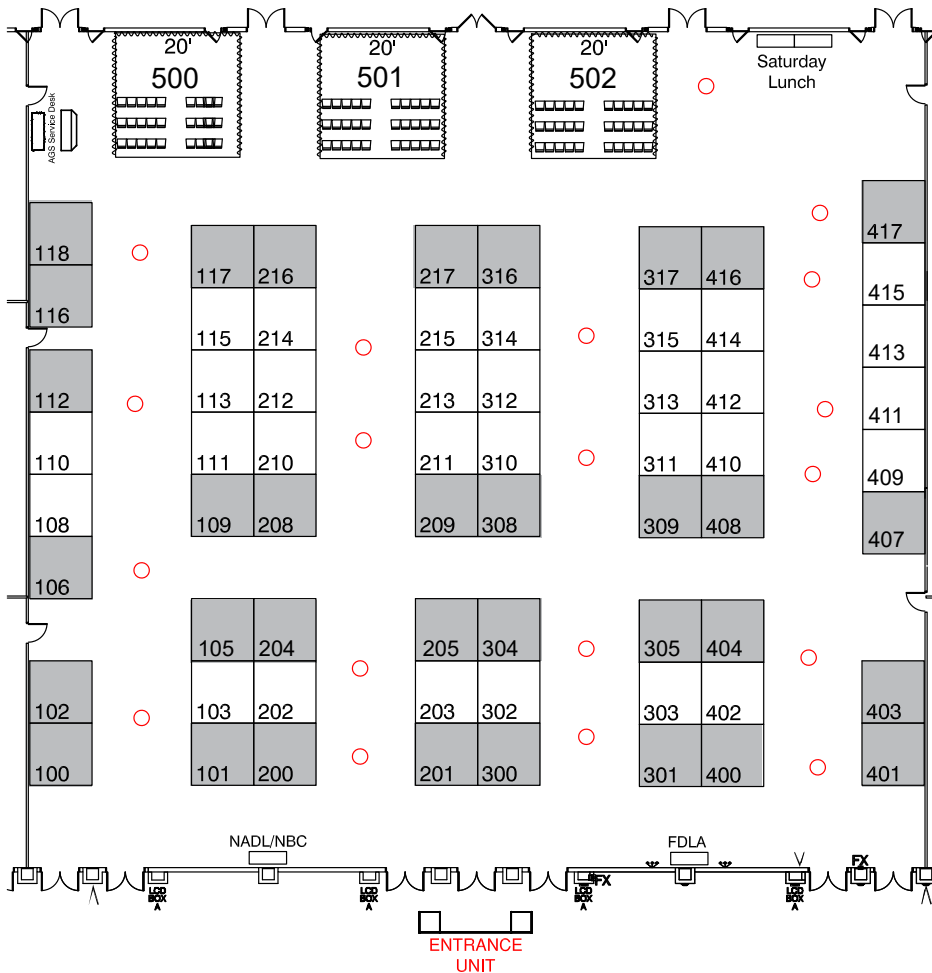 20' 20' 20'
500 501 502
Saturday
Lunch
AGS Service Desk
118 417
117 216 217 316 317 416
116 415
115 214 215 314 315 414
413
112 113 212 213 312 313 412
411
110 111 210 211 310 311 410
409
108 109 208 209 308 309 408
407
106
105 204 205 304 305 404
102 103 202 203 302 303 402 403
100 101 200 201 300 301 400 401
NADL/NBC FDLA
FX
FX
BOX BOX BOX BOX
A A A A
ENTRANCE
UNIT